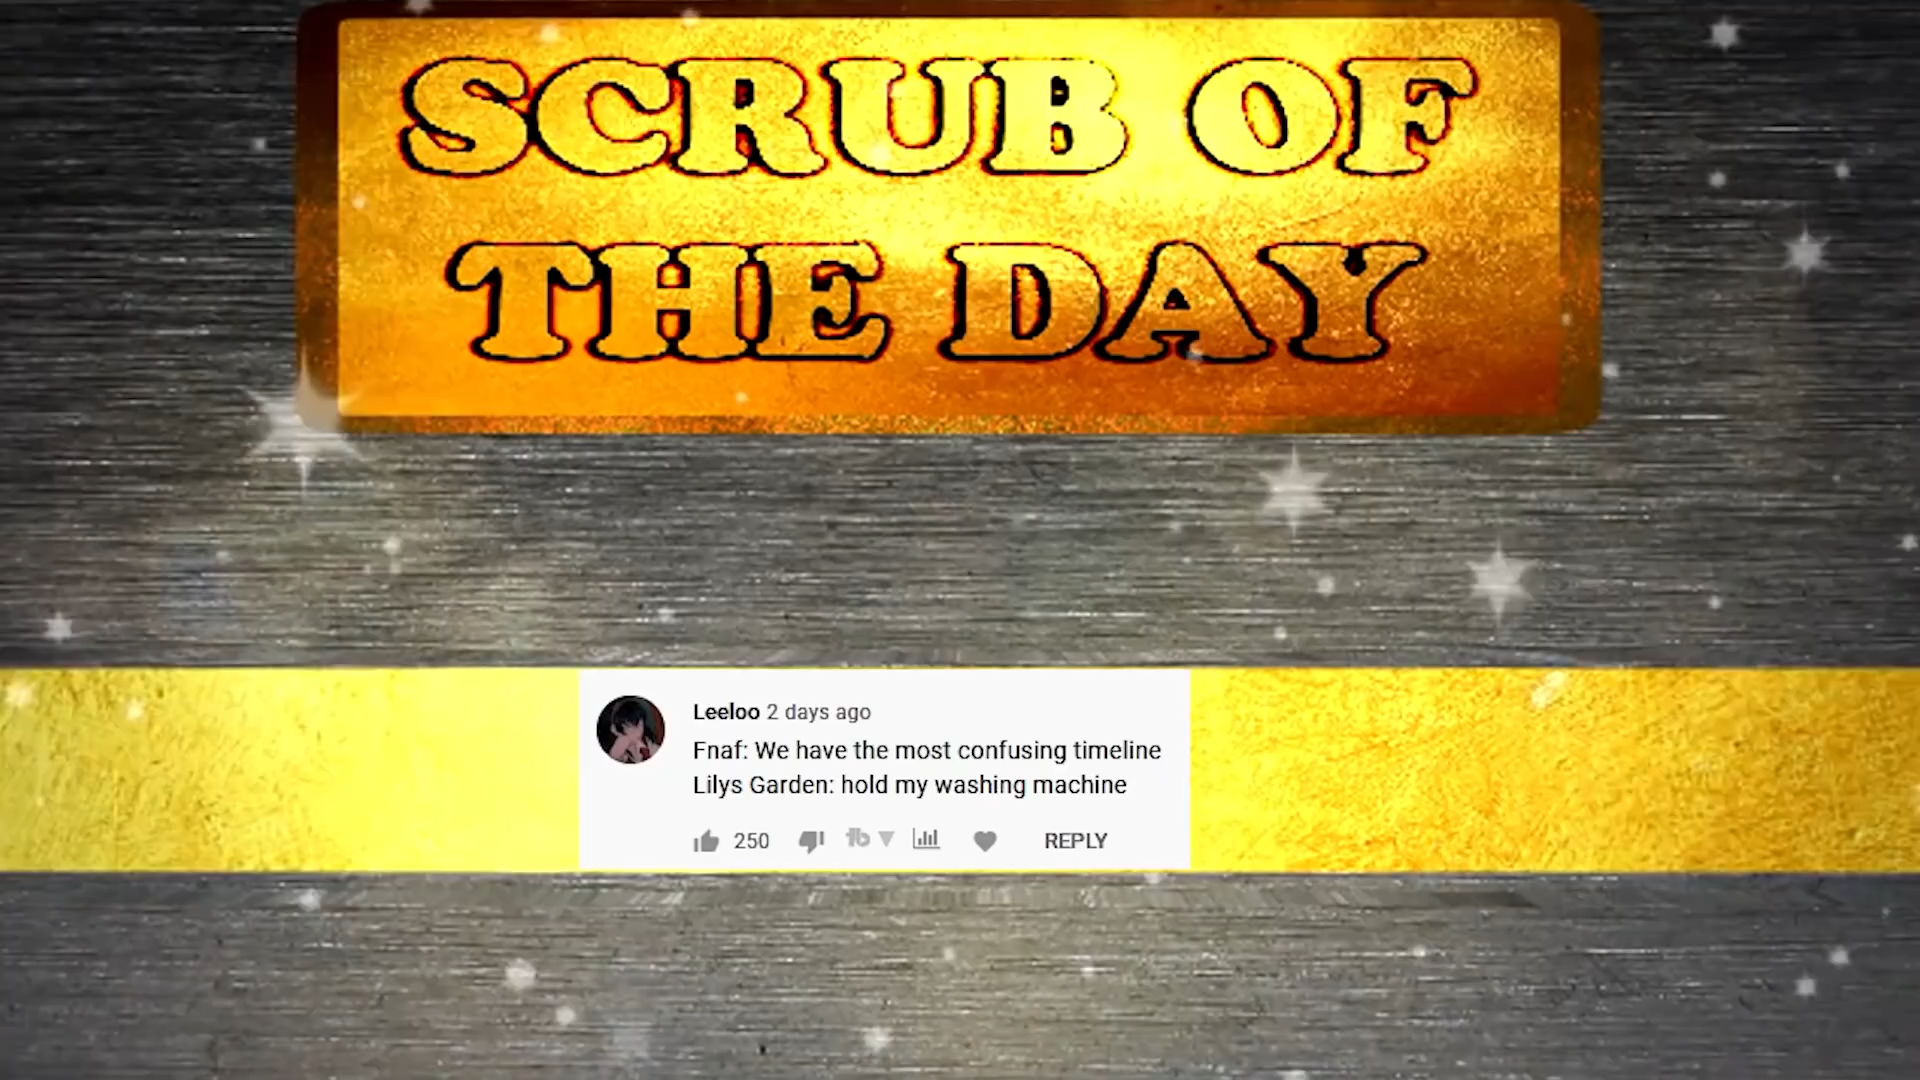 SCRUB OF
THE DAY
Leeloo 2 days ago
Fnaf: We have the most confusing timeline
Lilys Garden: hold my washing machine
250 tb REPLY